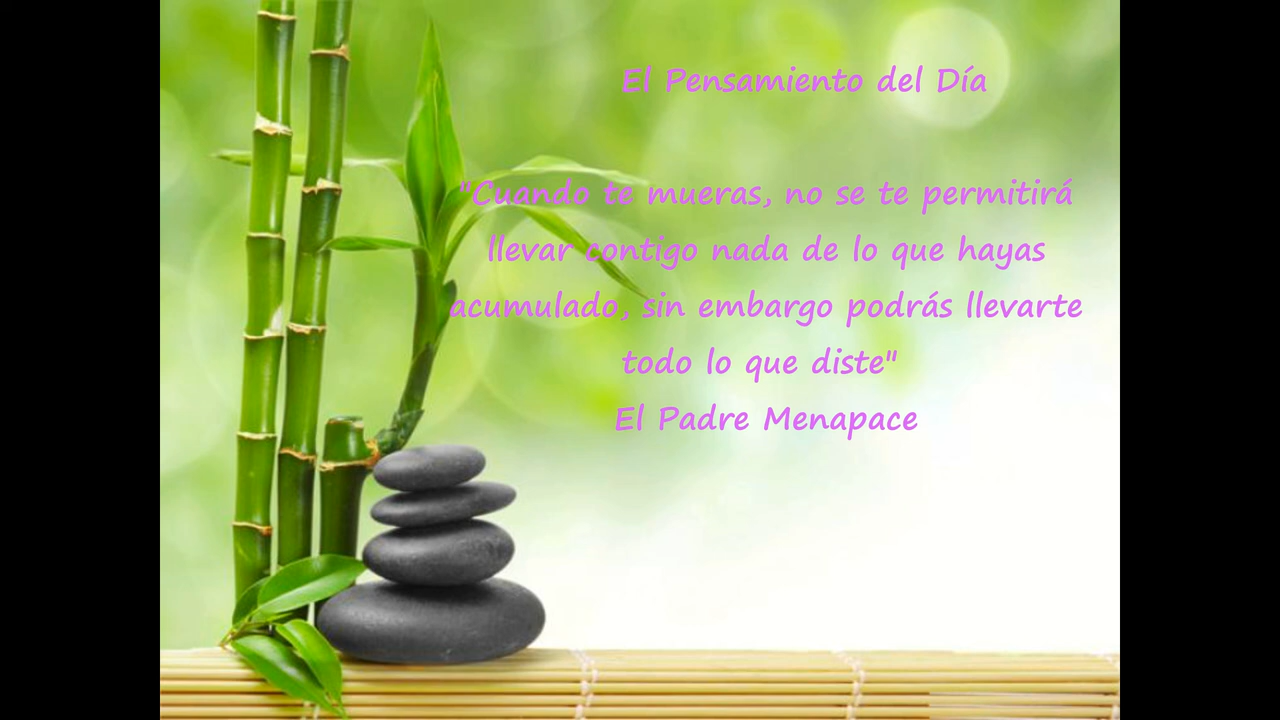 El Pensamiento del Día
"Cuando te mueras, no se te permitirá
llevar contigo nada de lo que hayas
acumulado, sin embargo podrás llevarte
todo lo que diste"
El Padre Menapace